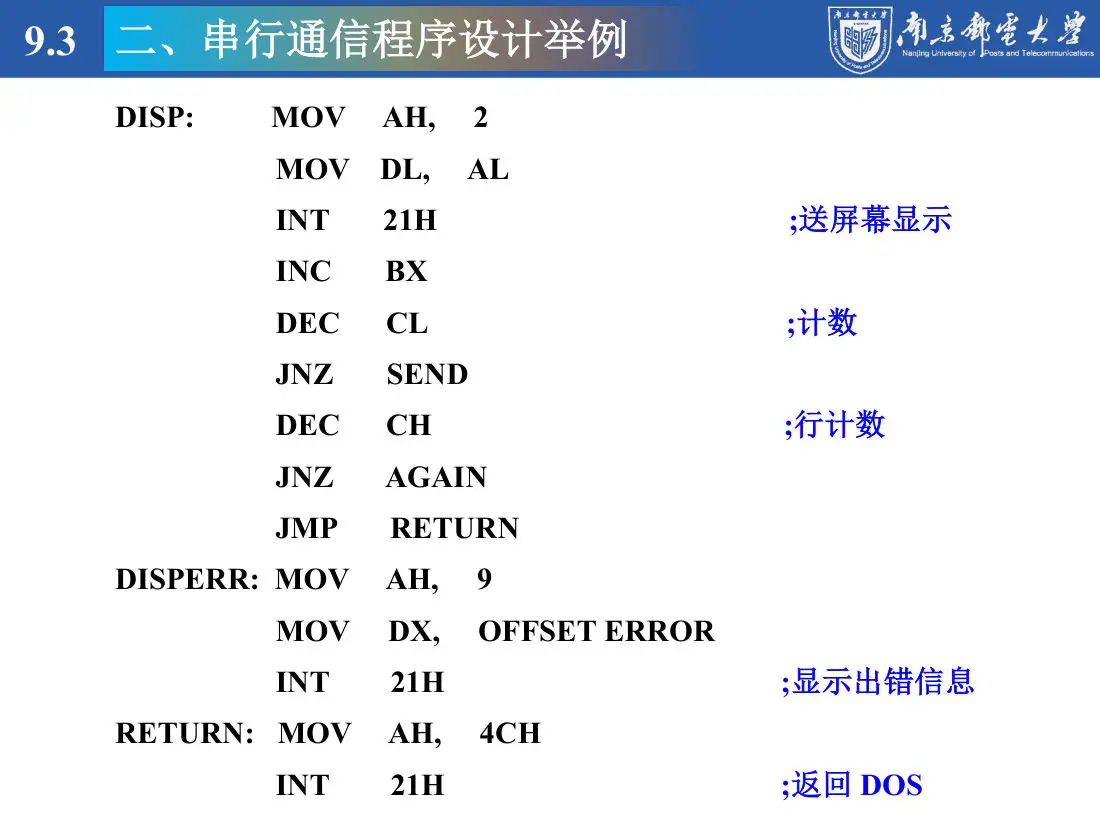 9.3 二、串行通信程序设计举例
南京邮电大学
Nanjing University of Posts and Telecommunications
DISP: MOV AH, 2
MOV DL, AL
INT 21H ;送屏幕显示
INC BX
DEC CL ;计数
JNZ SEND
DEC CH ;行计数
JNZ AGAIN
JMP RETURN
DISPERR: MOV AH, 9
MOV DX, OFFSET ERROR
INT 21H ;显示出错信息
RETURN: MOV AH, 4CH
INT 21H ;返回 DOS